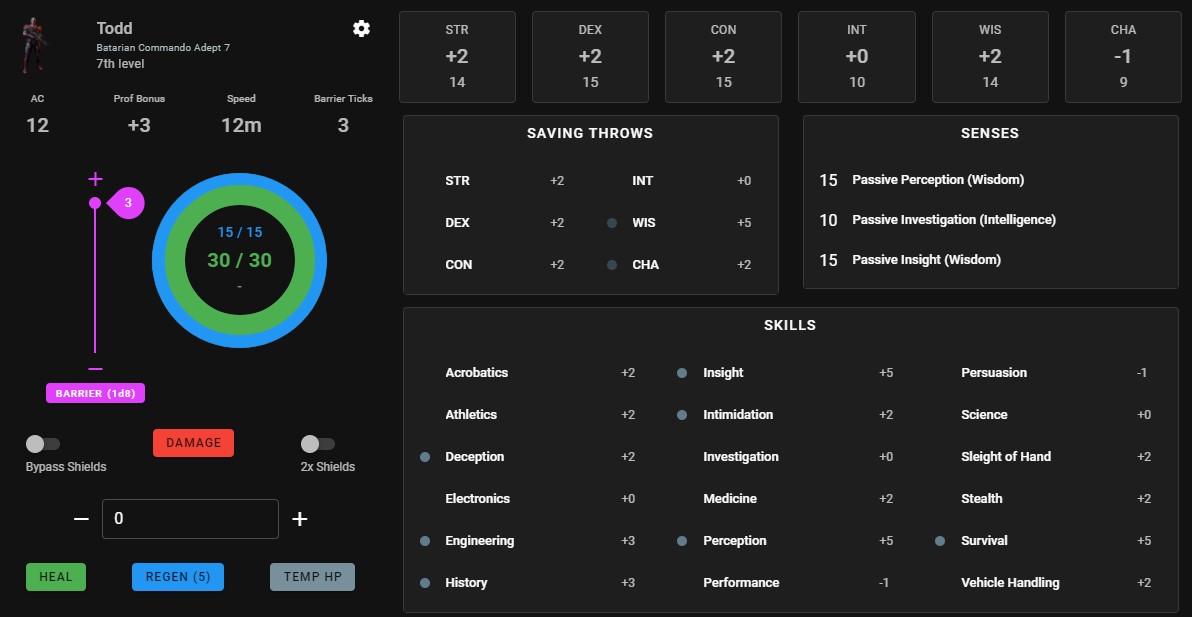 Todd
Batarian Commando Adept 7
7th level
AC
Prof Bonus
Speed
Barrier Ticks
12
+3
12m
3
3
15 / 15
30 / 30
-
BARRIER (1d8)
Bypass Shields
DAMAGE
2x Shields
0
HEAL
REGEN (5)
TEMP HP
STR
+2
14
DEX
+2
15
CON
+2
15
INT
+0
10
WIS
+2
14
CHA
-1
9
SAVING THROWS
STR +2
INT +0
DEX +2
WIS +5
CON +2
CHA +2
SENSES
15 Passive Perception (Wisdom)
10 Passive Investigation (Intelligence)
15 Passive Insight (Wisdom)
SKILLS
Acrobatics +2
Insight +5
Persuasion -1
Athletics +2
Intimidation +2
Science +0
Deception +2
Investigation +0
Sleight of Hand +2
Electronics +0
Medicine +2
Stealth +2
Engineering +3
Perception +5
Survival +5
History +3
Performance -1
Vehicle Handling +2